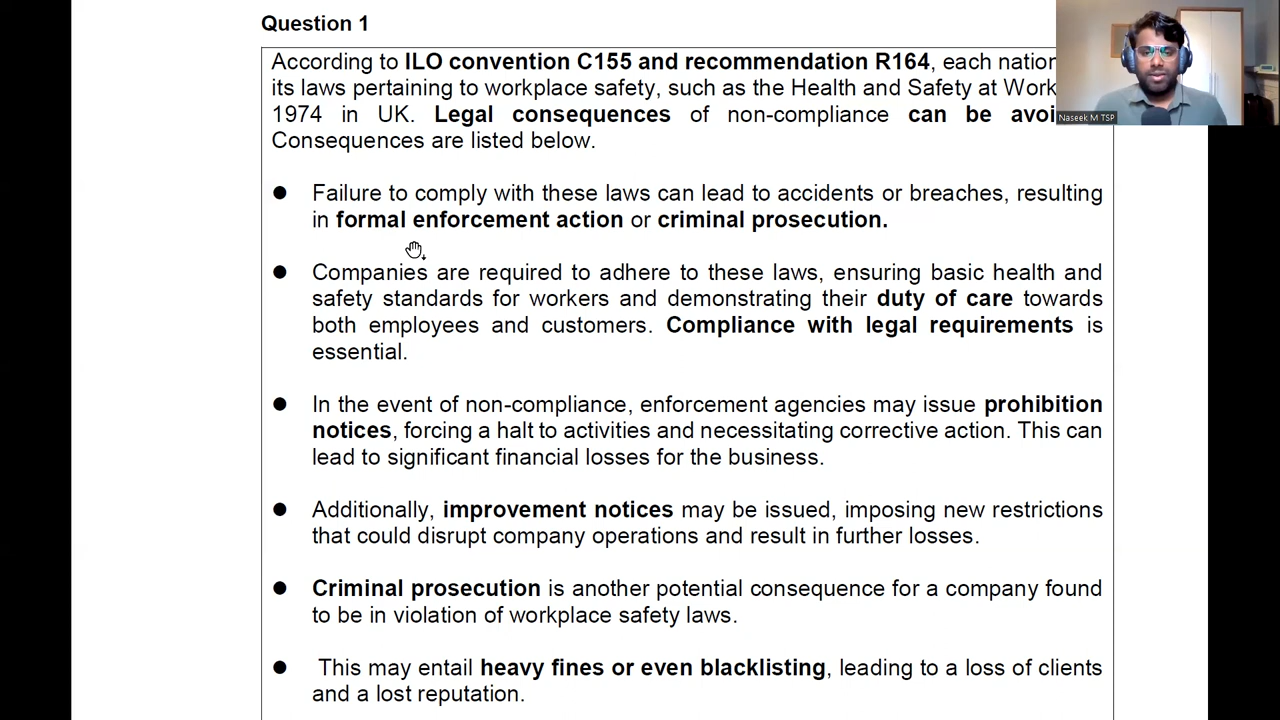 Question 1
According to ILO convention C155 and recommendation R164, each nation
its laws pertaining to workplace safety, such as the Health and Safety at Work
1974 in UK. Legal consequences of non-compliance can be
Consequences are listed below.
● Failure to comply with these laws can lead to accidents or breaches, resulting
in formal enforcement action or criminal prosecution.
● Companies are required to adhere to these laws, ensuring basic health and
safety standards for workers and demonstrating their duty of care towards
both employees and customers. Compliance with legal requirements is
essential.
● In the event of non-compliance, enforcement agencies may issue prohibition
notices, forcing a halt to activities and necessitating corrective action. This can
lead to significant financial losses for the business.
● Additionally, improvement notices may be issued, imposing new restrictions
that could disrupt company operations and result in further losses.
● Criminal prosecution is another potential consequence for a company found
to be in violation of workplace safety laws.
● This may entail heavy fines or even blacklisting, leading to a loss of clients
and a lost reputation.
Naseek M TSP